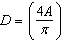 D = (4A/π)